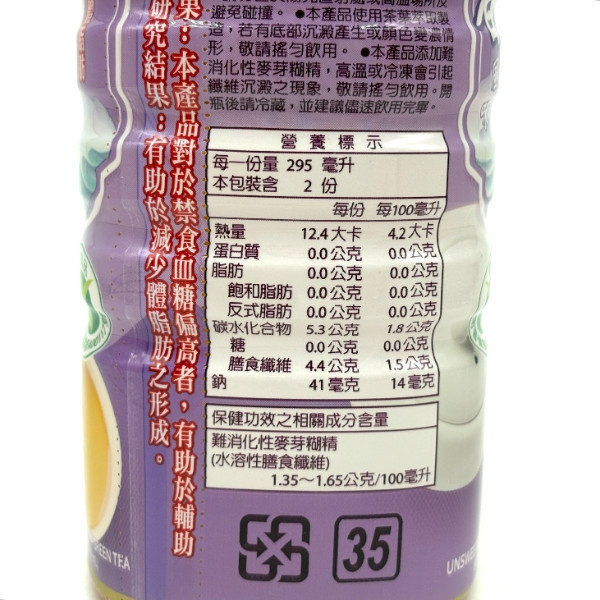 避免碰撞。●本產品使用茶葉萃取製
造，若有底部沉澱產生或顏色變濃情
形，敬請搖勻飲用。●本產品添加難
消化性麥芽糊精，高溫或冷凍會引起
纖維沉澱之現象，敬請搖勻飲用。開
瓶後請冷藏，並建議儘速飲用完畢。
果：本產品對於禁食血糖偏高者，有助於輔助
研究結果：有助於減少體脂肪之形成。
營養標示
每一份量 295 毫升
本包裝含 2 份
每份 每100毫升
熱量 12.4 大卡 4.2 大卡
蛋白質 0.0 公克 0.0 公克
脂肪 0.0 公克 0.0 公克
飽和脂肪 0.0 公克 0.0 公克
反式脂肪 0.0 公克 0.0 公克
碳水化合物 5.3 公克 1.8 公克
糖 0.0 公克 0.0 公克
膳食纖維 4.4 公克 1.5 公克
鈉 41 毫克 14 毫克
保健功效之相關成分含量
難消化性麥芽糊精
(水溶性膳食纖維)
1.35～1.65公克/100毫升
35
GREEN TEA
UNSWE